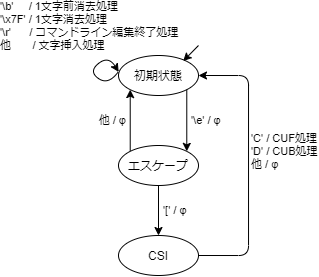 '\b' / 1文字前消去処理
'\x7F' / 1文字消去処理
'\r' / コマンドライン編集終了処理
他 / 文字挿入処理
初期状態
他 / φ
'\e' / φ
'C' / CUF処理
'D' / CUB処理
他 / φ
エスケープ
'[' / φ
CSI